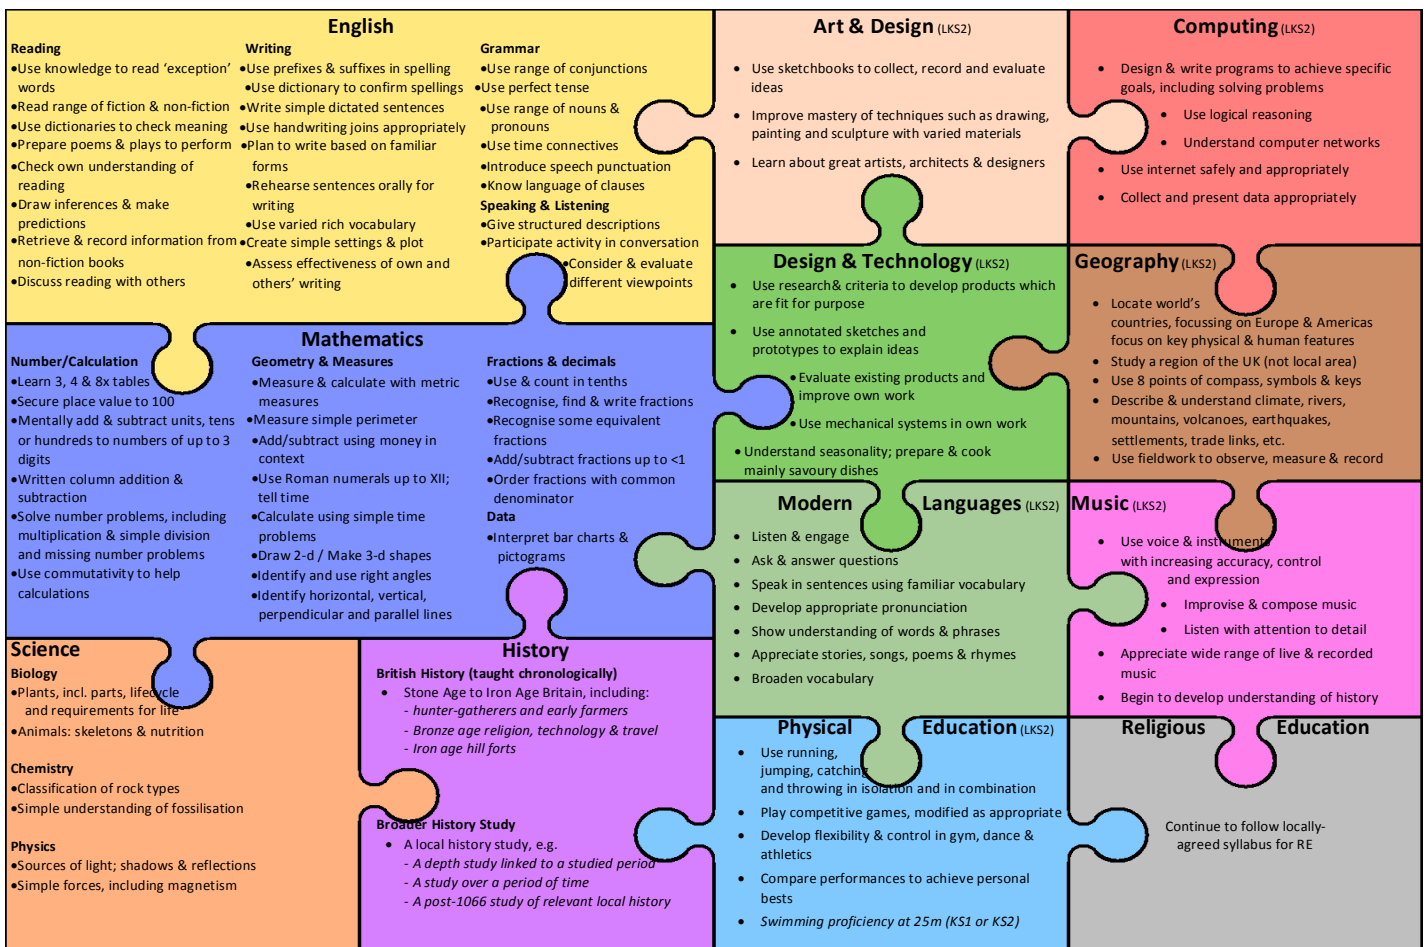 English
Reading
•Use knowledge to read ‘exception’
words
•Read range of fiction & non-fiction
•Use dictionaries to check meaning
•Prepare poems & plays to perform
•Check own understanding of
reading
•Draw inferences & make
predictions
•Retrieve & record information from
non-fiction books
•Discuss reading with others
Writing
•Use prefixes & suffixes in spelling
•Use dictionary to confirm spellings
•Write simple dictated sentences
•Use handwriting joins appropriately
•Plan to write based on familiar
forms
•Rehearse sentences orally for
writing
•Use varied rich vocabulary
•Create simple settings & plot
•Assess effectiveness of own and
others’ writing
Grammar
•Use range of conjunctions
•Use perfect tense
•Use range of nouns &
pronouns
•Use time connectives
•Introduce speech punctuation
•Know language of clauses
Speaking & Listening
•Give structured descriptions
•Participate activity in conversation
•Consider & evaluate
different viewpoints
Art & Design (LKS2)
• Use sketchbooks to collect, record and evaluate
ideas
• Improve mastery of techniques such as drawing,
painting and sculpture with varied materials
• Learn about great artists, architects & designers
Computing (LKS2)
• Design & write programs to achieve specific
goals, including solving problems
• Use logical reasoning
• Understand computer networks
• Use internet safely and appropriately
• Collect and present data appropriately
Design & Technology (LKS2)
• Use research& criteria to develop products which
are fit for purpose
• Use annotated sketches and
prototypes to explain ideas
•Evaluate existing products and
improve own work
•Use mechanical systems in own work
•Understand seasonality; prepare & cook
mainly savoury dishes
Geography (LKS2)
• Locate world’s
countries, focussing on Europe & Americas
focus on key physical & human features
• Study a region of the UK (not local area)
• Use 8 points of compass, symbols & keys
• Describe & understand climate, rivers,
mountains, volcanoes, earthquakes,
settlements, trade links, etc.
• Use fieldwork to observe, measure & record
Mathematics
Number/Calculation
•Learn 3, 4 & 8x tables
•Secure place value to 100
•Mentally add & subtract units, tens
or hundreds to numbers of up to 3
digits
•Written column addition &
subtraction
•Solve number problems, including
multiplication & simple division
and missing number problems
•Use commutativity to help
calculations
Geometry & Measures
•Measure & calculate with metric
measures
•Measure simple perimeter
•Add/subtract using money in
context
•Use Roman numerals up to XII;
tell time
•Calculate using simple time
problems
•Draw 2-d / Make 3-d shapes
•Identify and use right angles
•Identify horizontal, vertical,
perpendicular and parallel lines
Fractions & decimals
•Use & count in tenths
•Recognise, find & write fractions
•Recognise some equivalent
fractions
•Add/subtract fractions up to <1
•Order fractions with common
denominator
Data
•Interpret bar charts &
pictograms
Modern Languages (LKS2)
• Listen & engage
• Ask & answer questions
• Speak in sentences using familiar vocabulary
• Develop appropriate pronunciation
• Show understanding of words & phrases
• Appreciate stories, songs, poems & rhymes
• Broaden vocabulary
Music (LKS2)
• Use voice & instruments
with increasing accuracy, control
and expression
• Improvise & compose music
• Listen with attention to detail
• Appreciate wide range of live & recorded
music
• Begin to develop understanding of history
Science
Biology
•Plants, incl. parts, lifecycle
and requirements for life
•Animals: skeletons & nutrition
Chemistry
•Classification of rock types
•Simple understanding of fossilisation
Physics
•Sources of light; shadows & reflections
•Simple forces, including magnetism
History
British History (taught chronologically)
• Stone Age to Iron Age Britain, including:
- hunter-gatherers and early farmers
- Bronze age religion, technology & travel
- Iron age hill forts
Broader History Study
• A local history study, e.g.
- A depth study linked to a studied period
- A study over a period of time
- A post-1066 study of relevant local history
Physical Education (LKS2)
• Use running,
jumping, catching
and throwing in isolation and in combination
• Play competitive games, modified as appropriate
• Develop flexibility & control in gym, dance &
athletics
• Compare performances to achieve personal
bests
• Swimming proficiency at 25m (KS1 or KS2)
Religious Education
Continue to follow locally-
agreed syllabus for RE